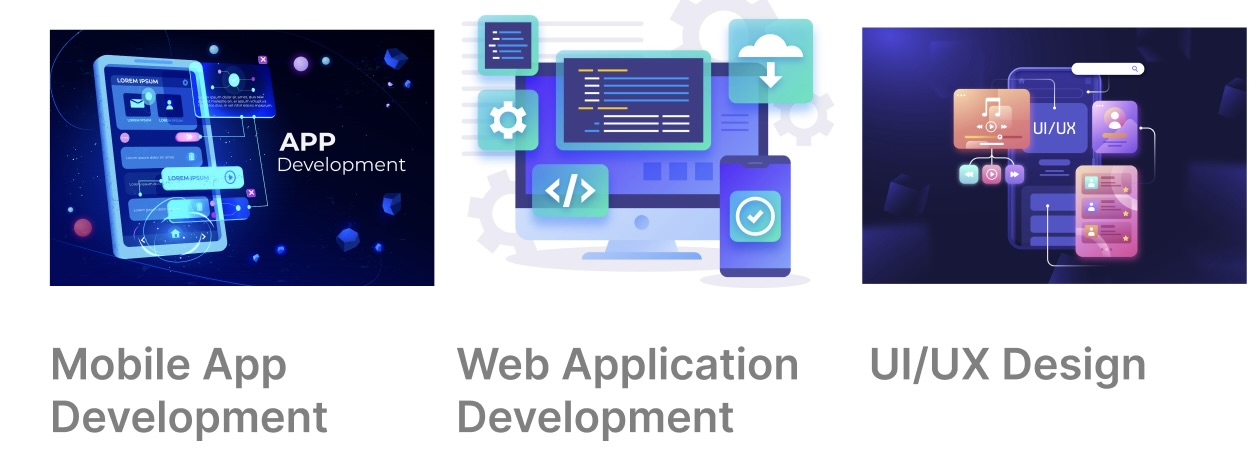 LOREM IPSUM
APP
Development
LOREM IPSUM
</>
UI/UX
Mobile App
Development
Web Application
Development
UI/UX Design